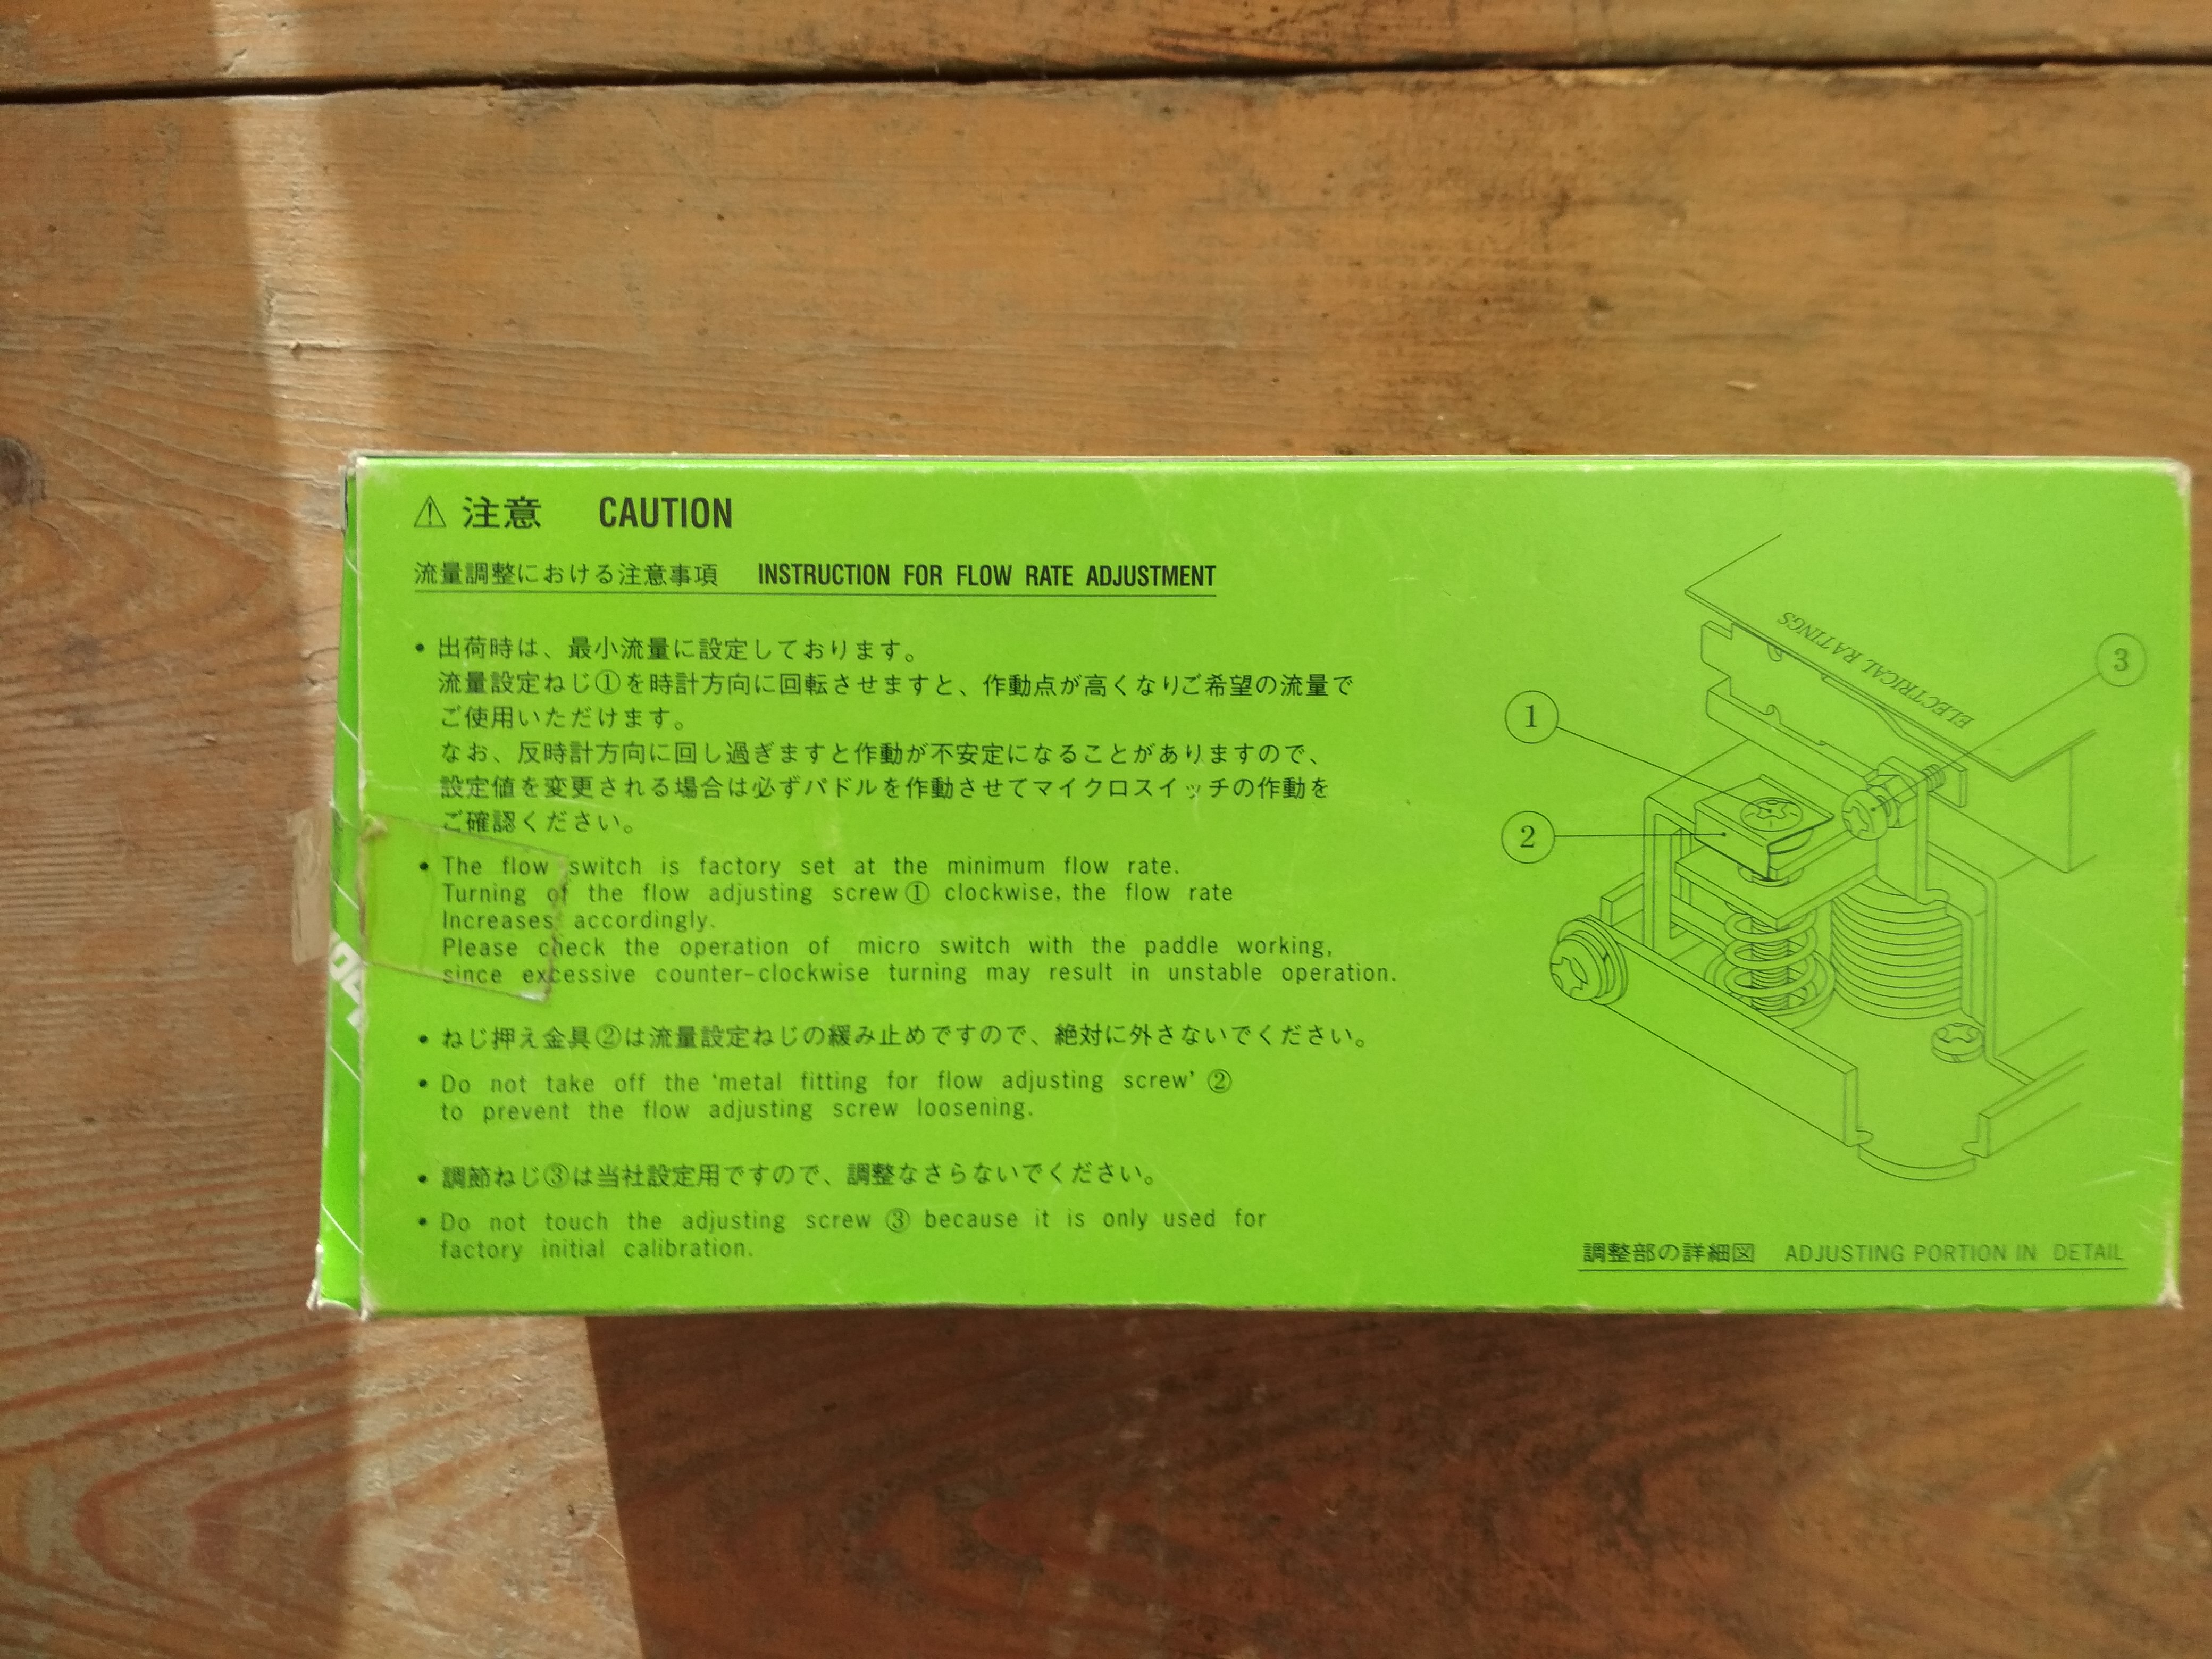 ⚠ 注意 CAUTION
流量調整における注意事項 INSTRUCTION FOR FLOW RATE ADJUSTMENT
• 出荷時は、最小流量に設定しております。
流量設定ねじ①を時計方向に回転させますと、作動点が高くなりご希望の流量で
ご使用いただけます。
なお、反時計方向に回し過ぎますと作動が不安定になることがありますので、
設定値を変更される場合は必ずパドルを作動させてマイクロスイッチの作動を
ご確認ください。
• The flow switch is factory set at the minimum flow rate.
Turning of the flow adjusting screw① clockwise, the flow rate
Increases accordingly.
Please check the operation of micro switch with the paddle working,
since excessive counter-clockwise turning may result in unstable operation.
• ねじ押え金具②は流量設定ねじの緩み止めですので、絶対に外さないでください。
• Do not take off the ‘metal fitting for flow adjusting screw’ ②
to prevent the flow adjusting screw loosening.
• 調節ねじ③は当社設定用ですので、調整なさらないでください。
• Do not touch the adjusting screw ③ because it is only used for
factory initial calibration.
ELECTRICAL RATINGS
3
1
2
調整部の詳細図 ADJUSTING PORTION IN DETAIL